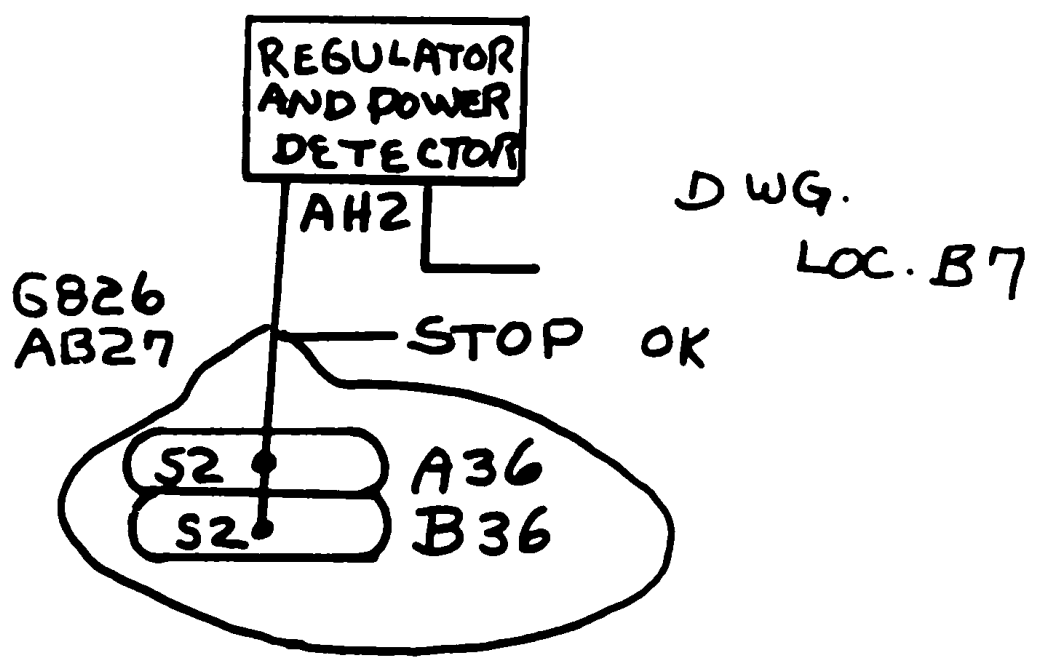 REGULATOR
AND POWER
DETECTOR
AH2
DWG.
LOC. B7
G826
AB27
STOP OK
S2 A36
S2 B36